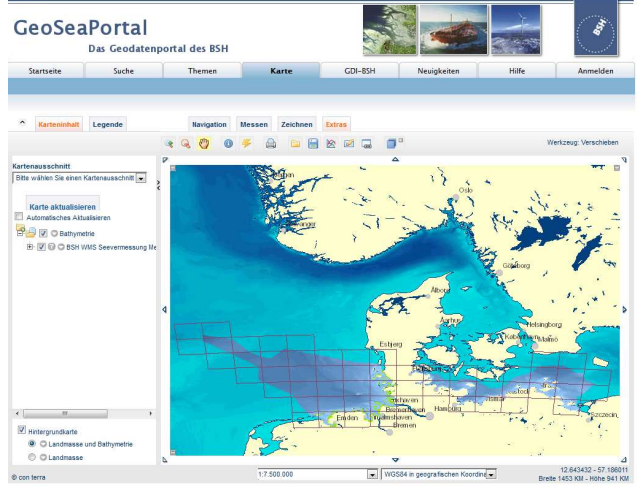 GeoSeaPortal
Das Geodatenportal des BSH
BSH
Startseite Suche Themen Karte GDI-BSH Neuigkeiten Hilfe Anmelden
Karteninhalt Legende Navigation Messen Zeichnen Extras
Werkzeug: Verschieben
Kartenausschnitt
Bitte wählen Sie einen Kartenausschnitt
Karte aktualisieren
Automatisches Aktualisieren
Bathymetrie
BSH WMS Seevermessung Me
Oslo
Göteborg
Ålborg
Aarhus
Helsingborg
København
Malmö
Esbjerg
Hamburg
Bremerhaven
Emden
Bremen
Szczecin
Hintergrundkarte
Landmasse und Bathymetrie
Landmasse
© con terra
1:7.500.000
WGS84 in geografischen Koordina
12.643432 - 57.186011
Breite 1453 KM - Höhe 941 KM